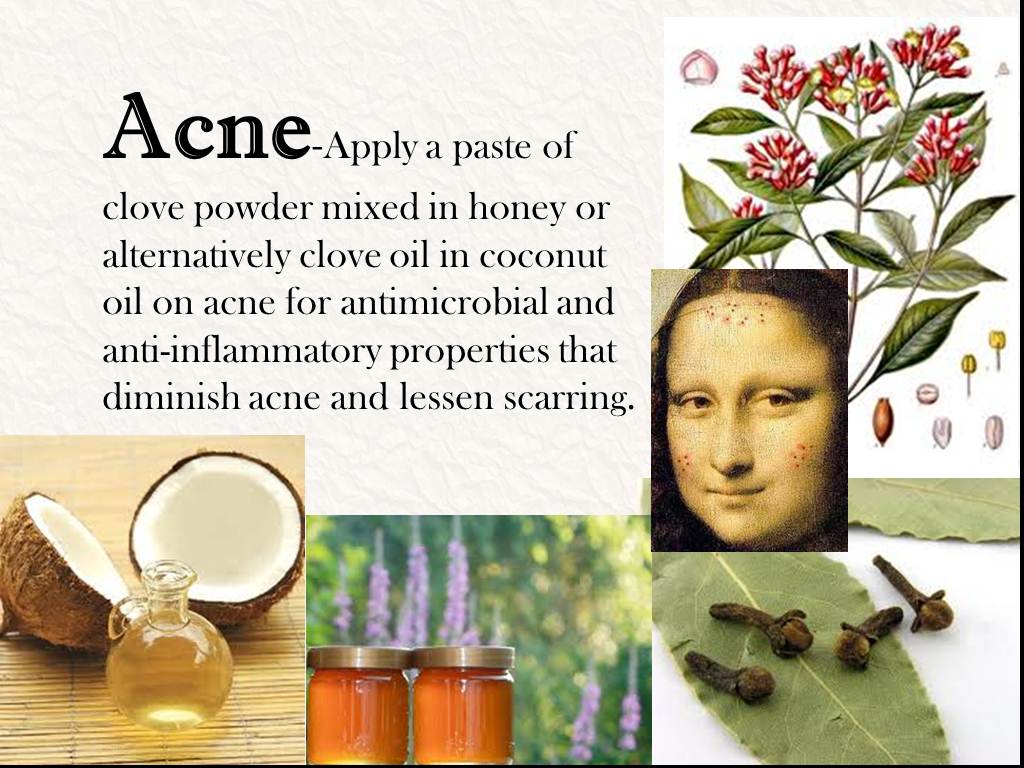 Acne-Apply a paste of
clove powder mixed in honey or
alternatively clove oil in coconut
oil on acne for antimicrobial and
anti-inflammatory properties that
diminish acne and lessen scarring.